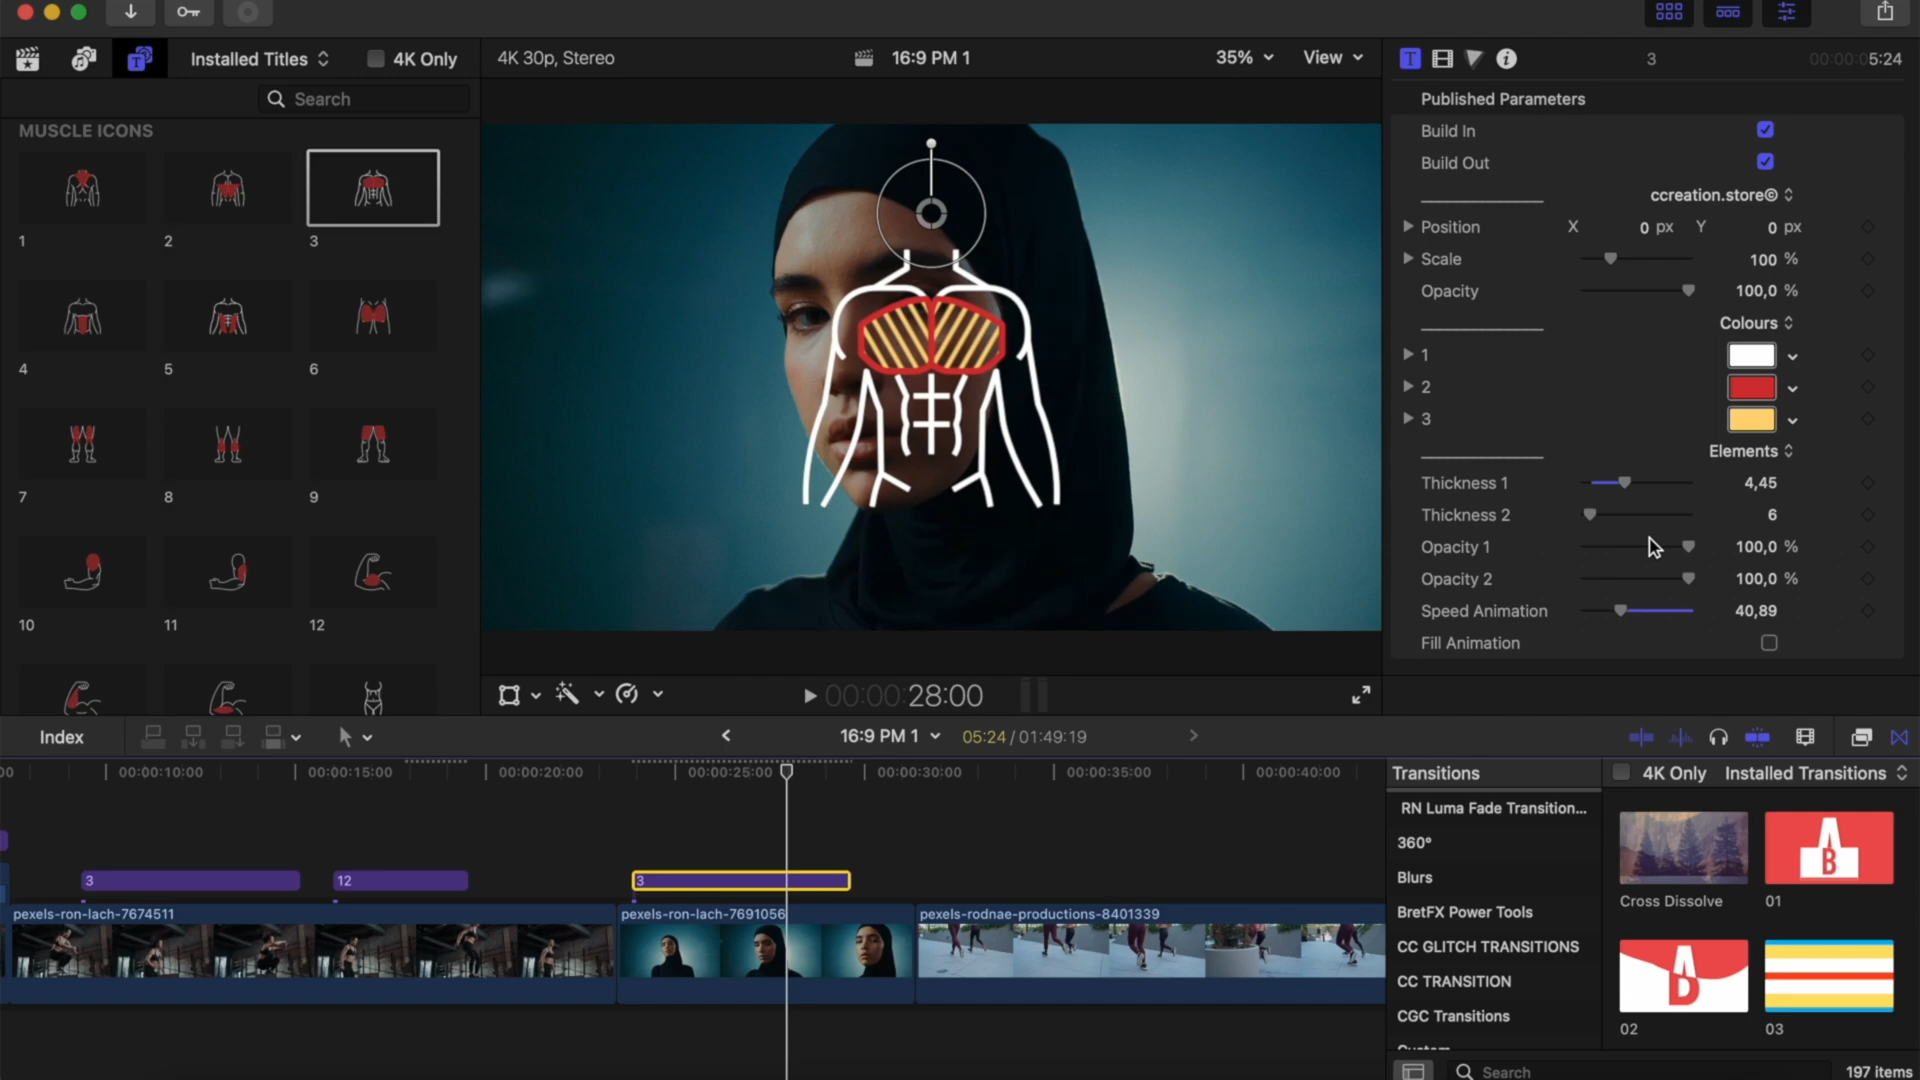 Installed Titles
4K Only
4K 30p, Stereo
16:9 PM 1
35%
View
3
00:00:05:24
Search
MUSCLE ICONS
1
2
3
4
5
6
7
8
9
10
11
12
Published Parameters
Build In
Build Out
ccreation.store©
Position X 0 px Y 0 px
Scale 100 %
Opacity 100,0 %
Colours
1
2
3
Elements
Thickness 1 4,45
Thickness 2 6
Opacity 1 100,0 %
Opacity 2 100,0 %
Speed Animation 40,89
Fill Animation
00:00:28:00
Index
16:9 PM 1
05:24 / 01:49:19
00 00:00:10:00 00:00:15:00 00:00:20:00 00:00:25:00 00:00:30:00 00:00:35:00 00:00:40:00
3
12
3
pexels-ron-lach-7674511
pexels-ron-lach-7691056
pexels-rodnae-productions-8401339
Transitions
4K Only
Installed Transitions
RN Luma Fade Transition...
360°
Blurs
BretFX Power Tools
CC GLITCH TRANSITIONS
CC TRANSITION
CGC Transitions
A
B
Cross Dissolve
01
02
03
Search
197 items